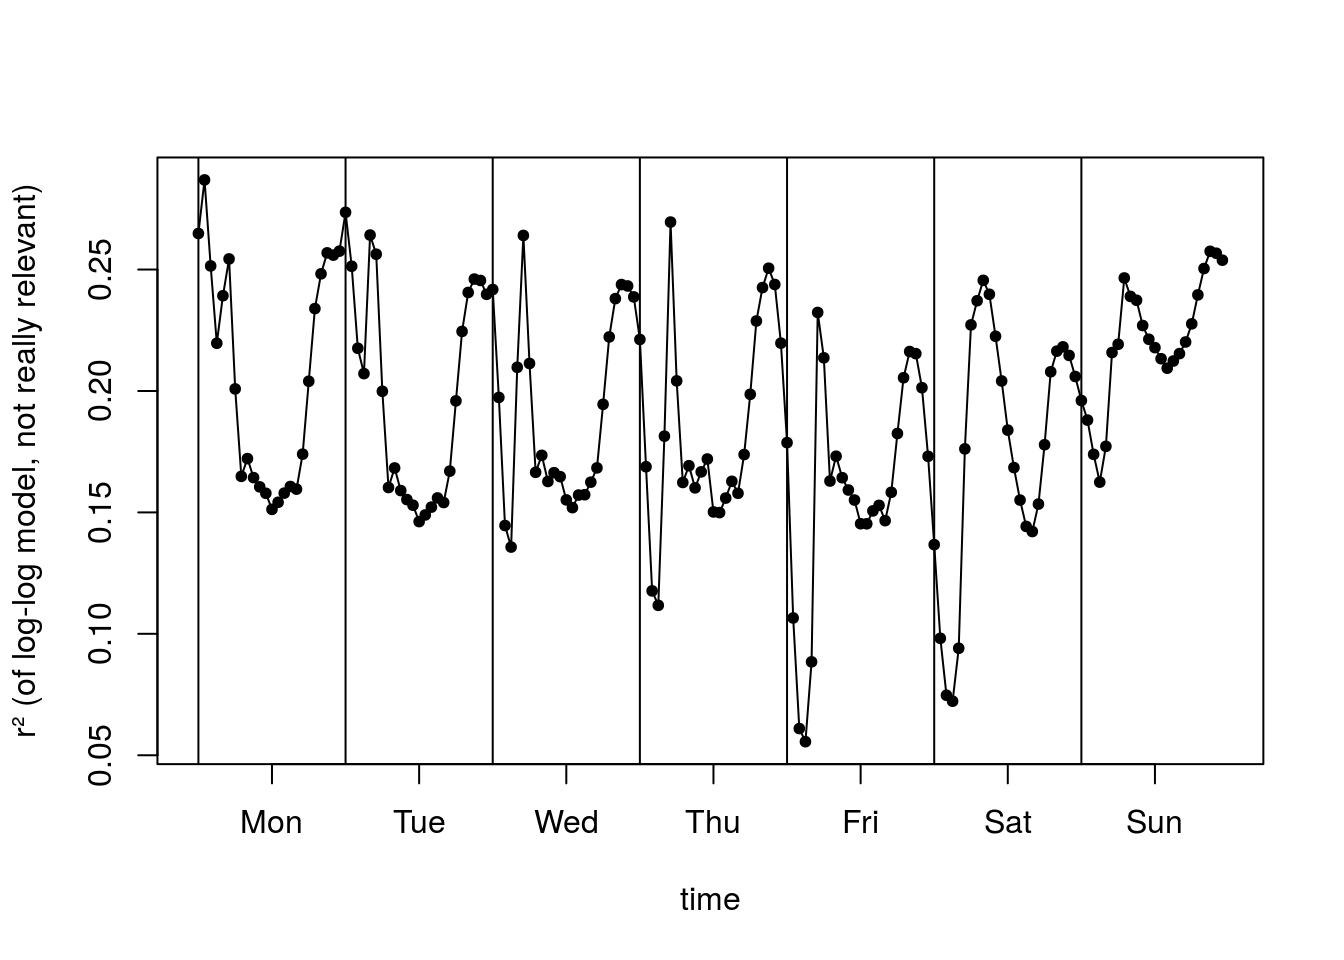 r² (of log-log model, not really relevant)
0.25
0.20
0.15
0.10
0.05
Mon Tue Wed Thu Fri Sat Sun
time